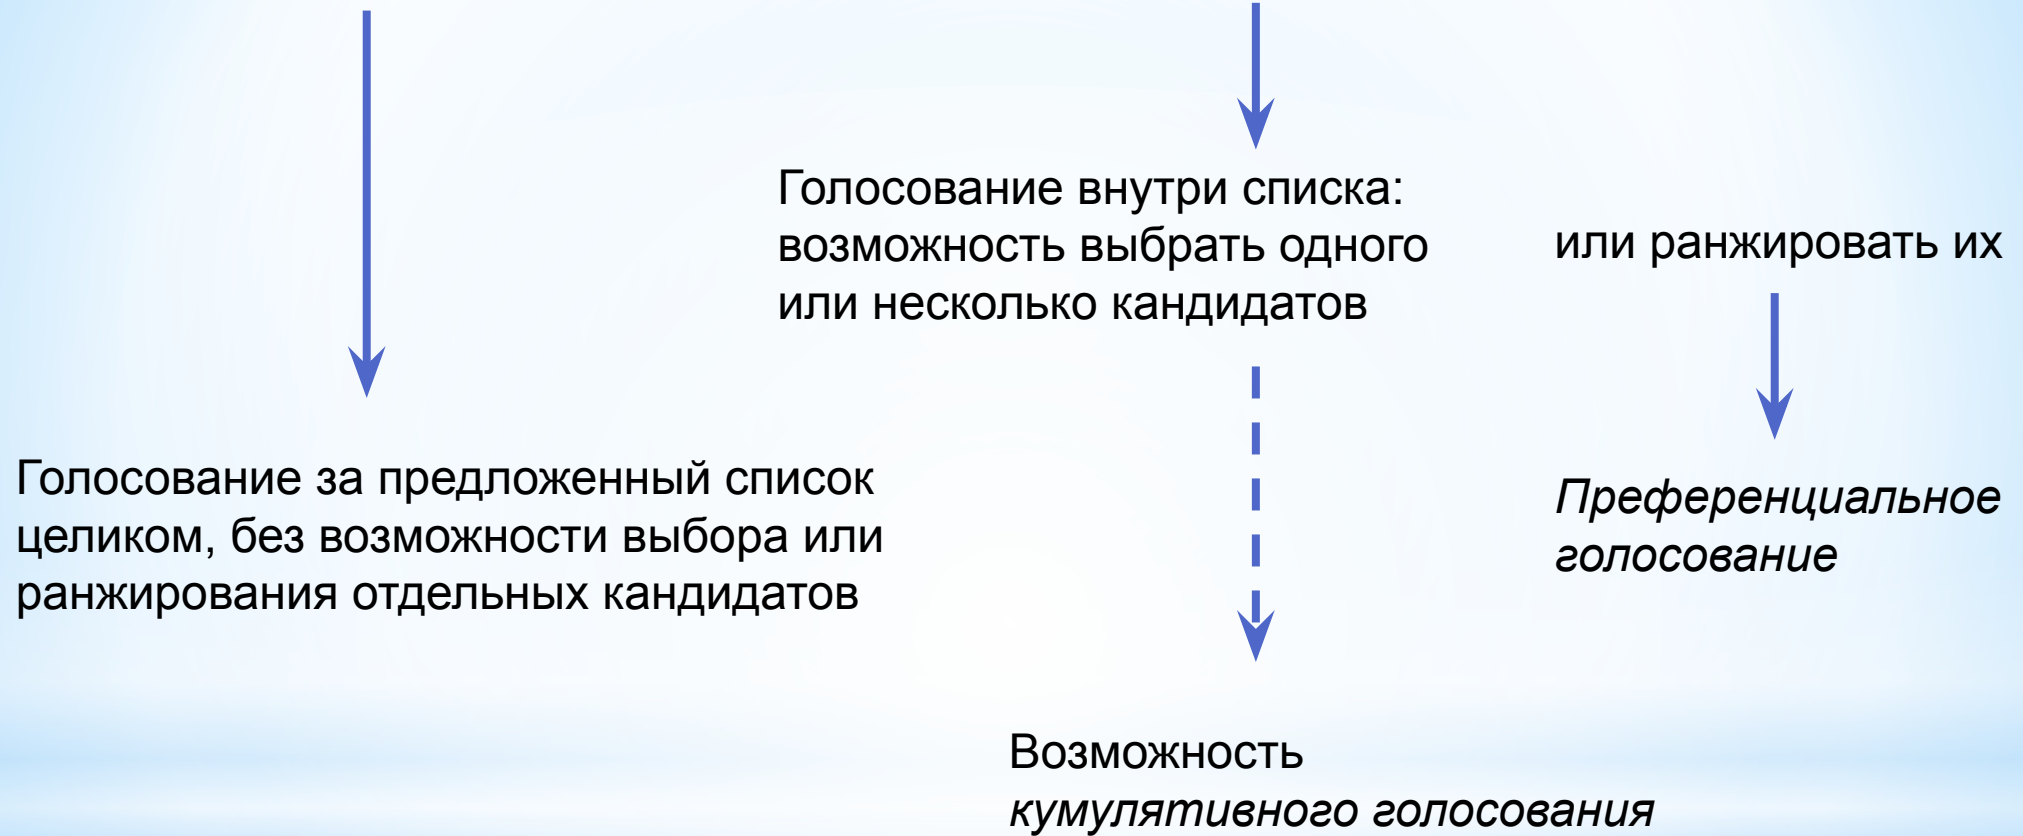 Голосование внутри списка:
возможность выбрать одного
или несколько кандидатов
или ранжировать их
Голосование за предложенный список
целиком, без возможности выбора или
ранжирования отдельных кандидатов
Преференциальное
голосование
Возможность
кумулятивного голосования